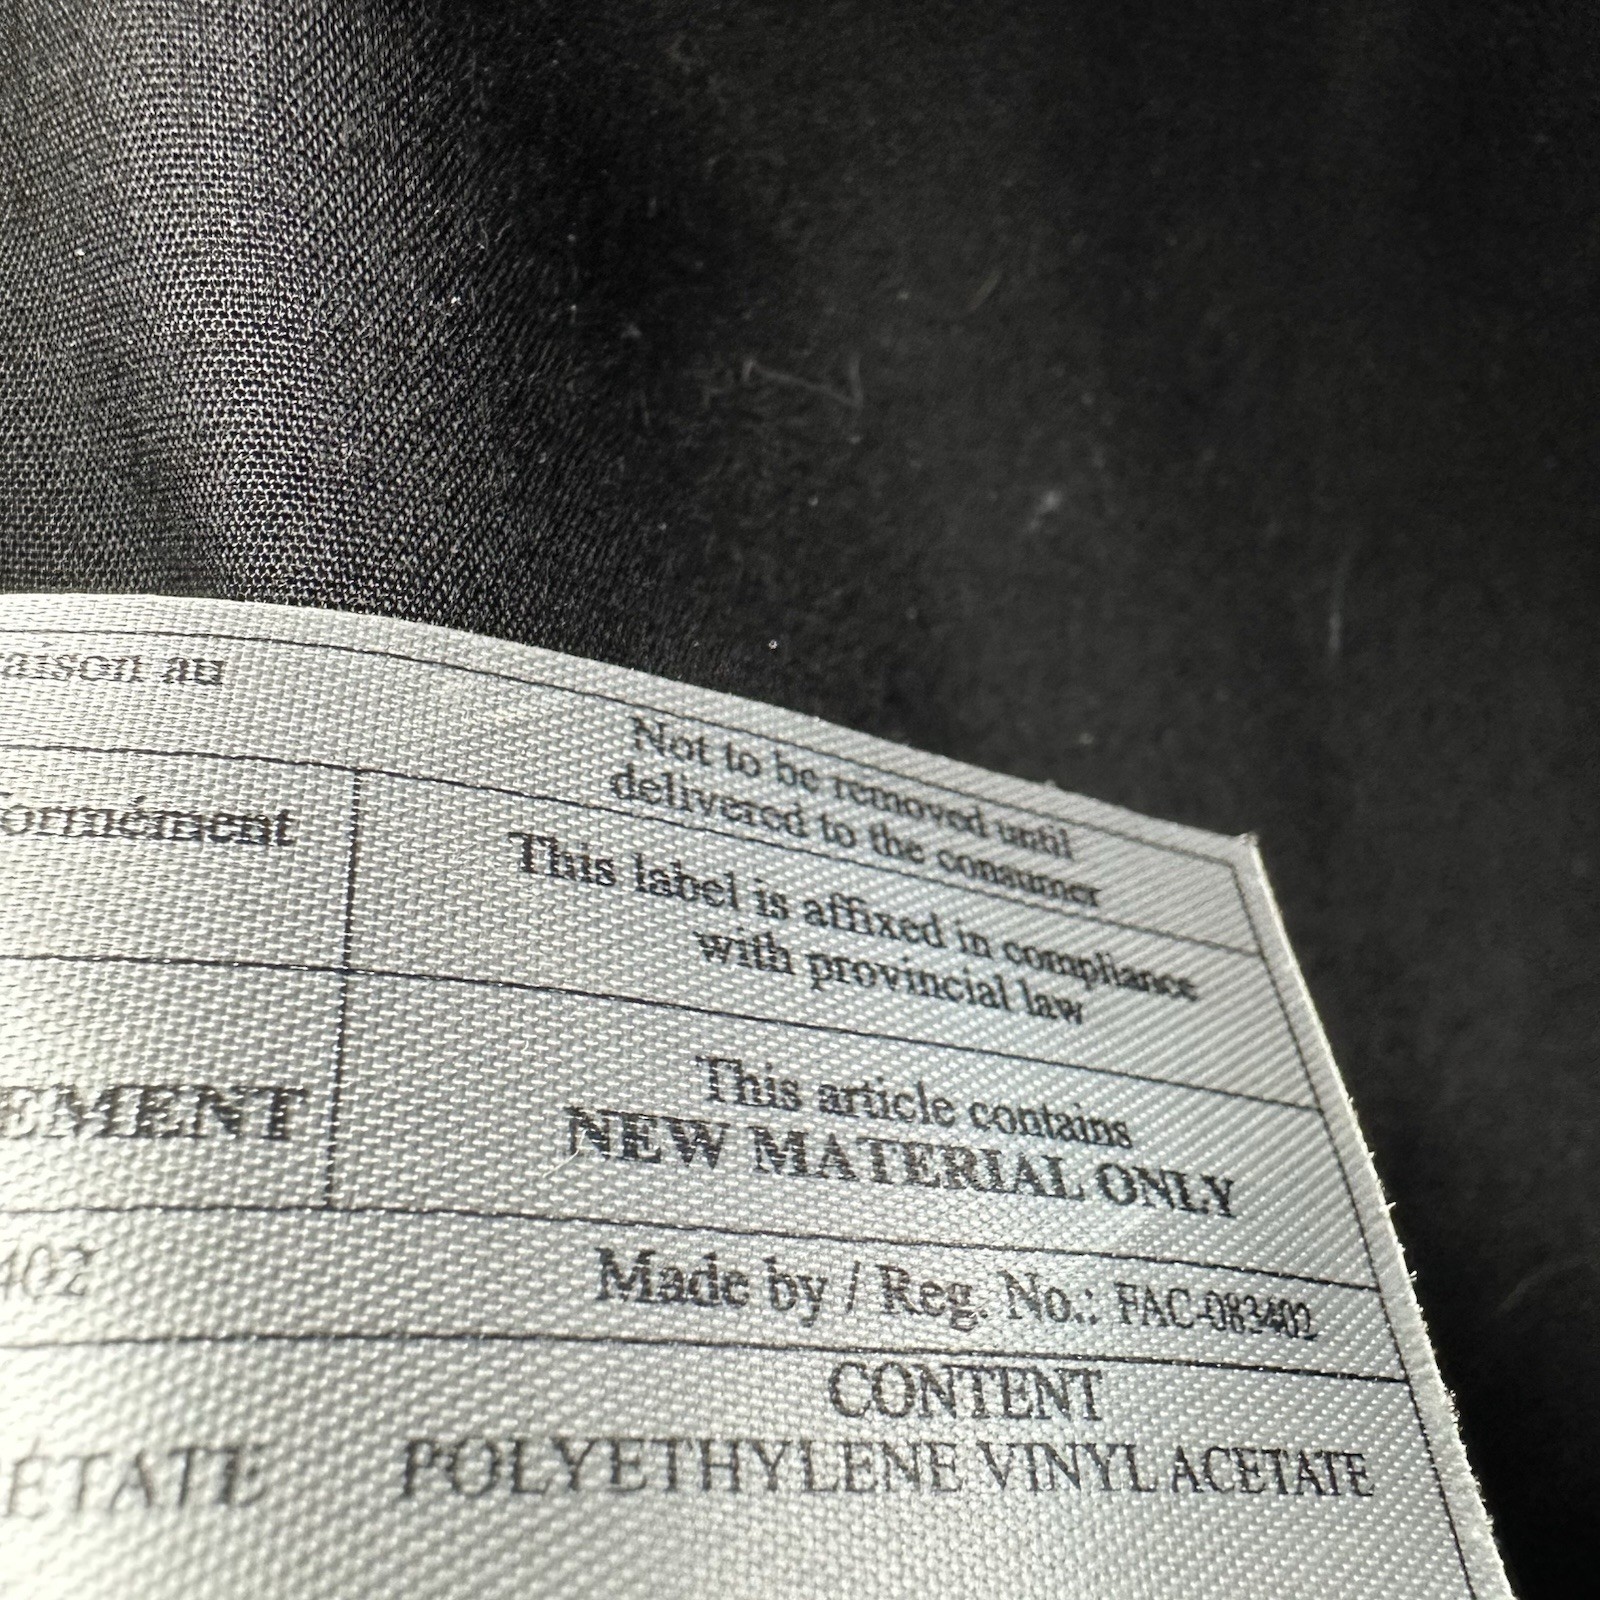 aison au
Not to be removed until
delivered to the consumer
formément
This label is affixed in compliance
with provincial law
EMENT
This article contains
NEW MATERIAL ONLY
402
Made by / Reg. No.: FAC-083402
CONTENT
ÉTATE
POLYETHYLENE VINYL ACETATE